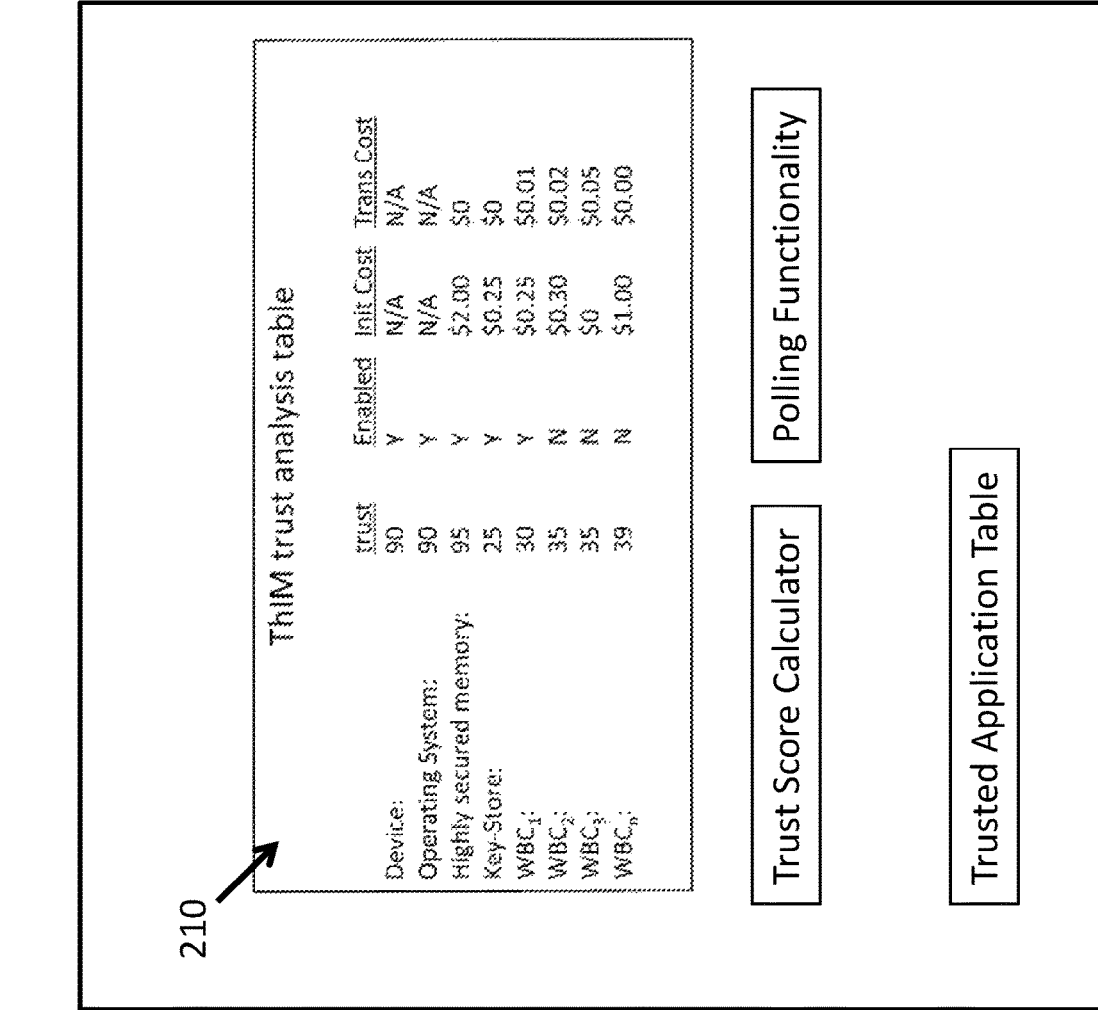 210
ThIM trust analysis table
trust Enabled Init Cost Trans Cost
Device: 90 Y N/A N/A
Operating System: 90 Y N/A N/A
Highly secured memory: 95 Y $2.00 $0
Key-Store: 25 Y $0.25 $0
WBC₁: 30 Y $0.25 $0.01
WBC₂: 35 N $0.30 $0.02
WBC₃: 35 N $0 $0.05
WBCₙ: 39 N $1.00 $0.00
Trust Score Calculator
Polling Functionality
Trusted Application Table